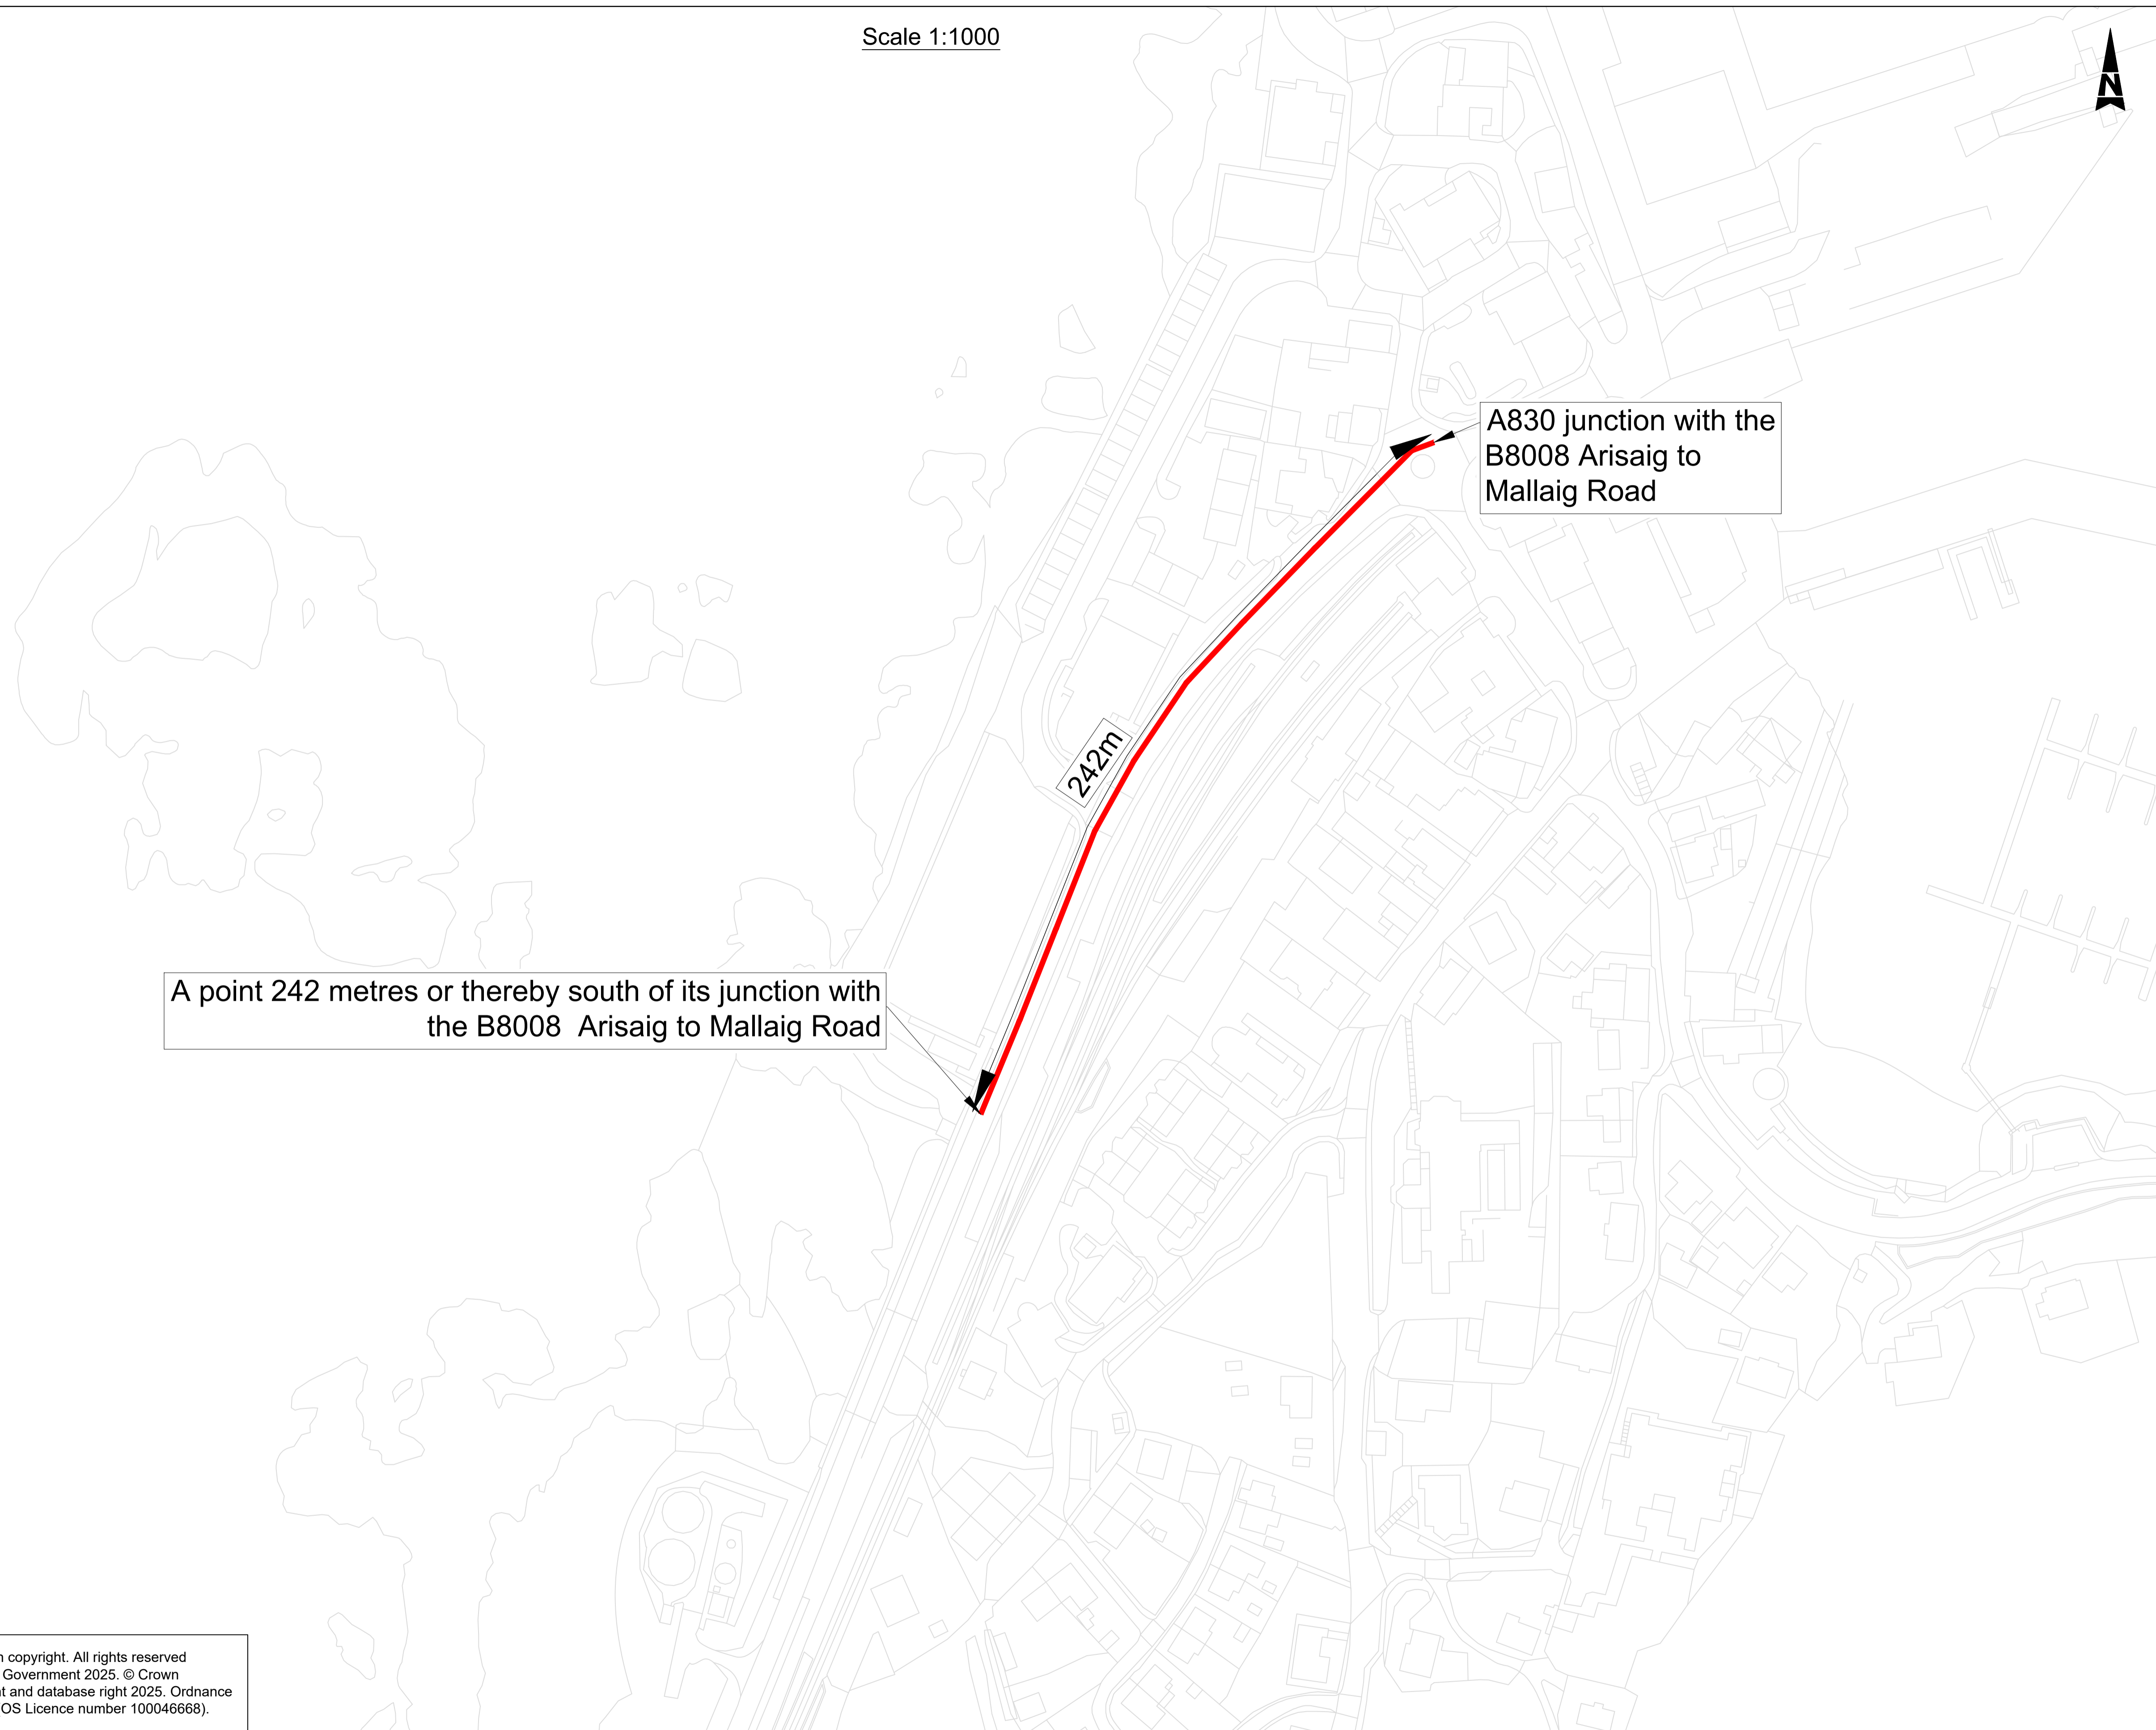 Scale 1:1000
N
A830 junction with the
B8008 Arisaig to
Mallaig Road
242m
A point 242 metres or thereby south of its junction with
the B8008  Arisaig to Mallaig Road
copyright. All rights reserved
Government 2025. © Crown
and database right 2025. Ordnance
OS Licence number 100046668).